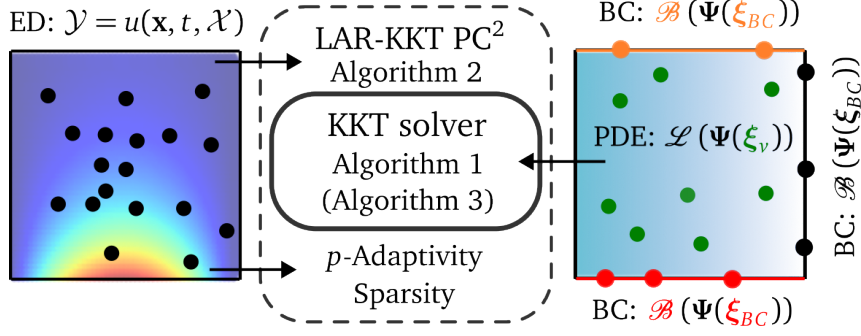 ED: 𝒴 = u(𝐱, t, 𝒳)
LAR-KKT PC²
Algorithm 2
KKT solver
Algorithm 1
(Algorithm 3)
p-Adaptivity
Sparsity
BC: ℬ (𝚿(𝝃_BC))
PDE: ℒ (𝚿(𝝃_v))
BC: ℬ (𝚿(𝝃_BC))
BC: ℬ (𝚿(𝝃_BC))